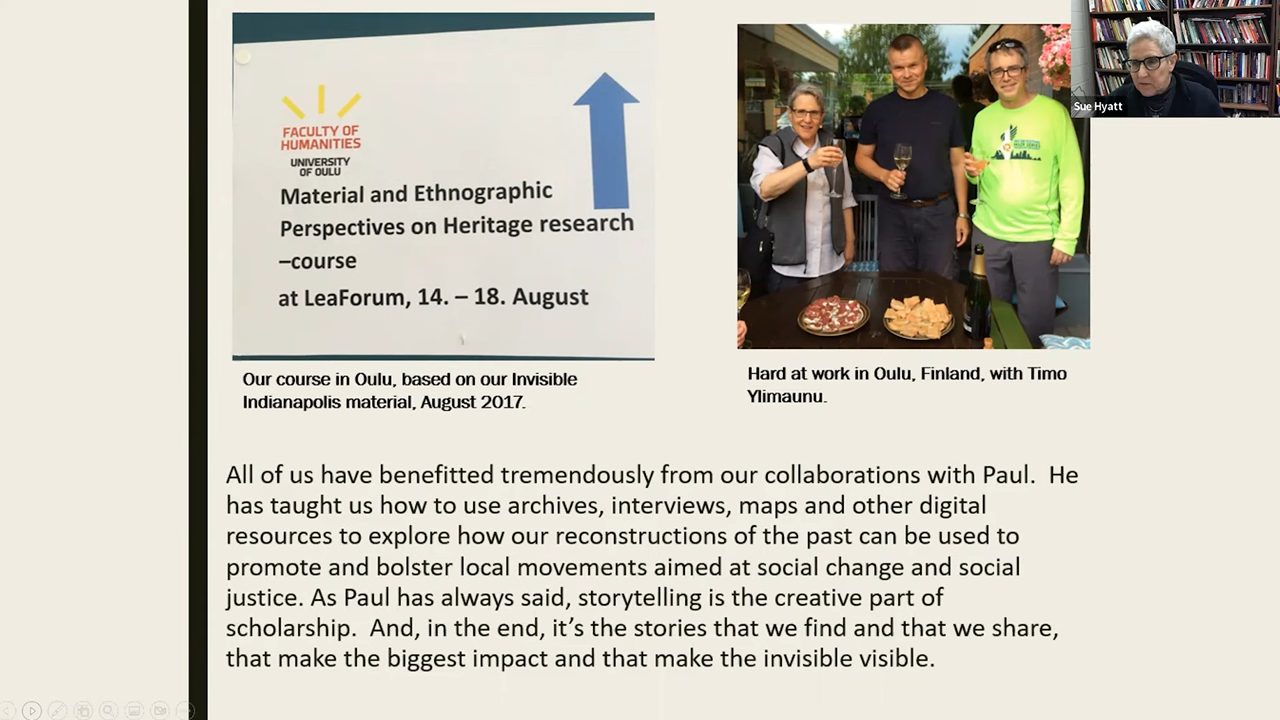 FACULTY OF
HUMANITIES
UNIVERSITY
OF OULU
Material and Ethnographic
Perspectives on Heritage research
–course
at LeaForum, 14. – 18. August
Sue Hyatt
Our course in Oulu, based on our Invisible
Indianapolis material, August 2017.
Hard at work in Oulu, Finland, with Timo
Ylimaunu.
All of us have benefitted tremendously from our collaborations with Paul.  He
has taught us how to use archives, interviews, maps and other digital
resources to explore how our reconstructions of the past can be used to
promote and bolster local movements aimed at social change and social
justice. As Paul has always said, storytelling is the creative part of
scholarship.  And, in the end, it’s the stories that we find and that we share,
that make the biggest impact and that make the invisible visible.